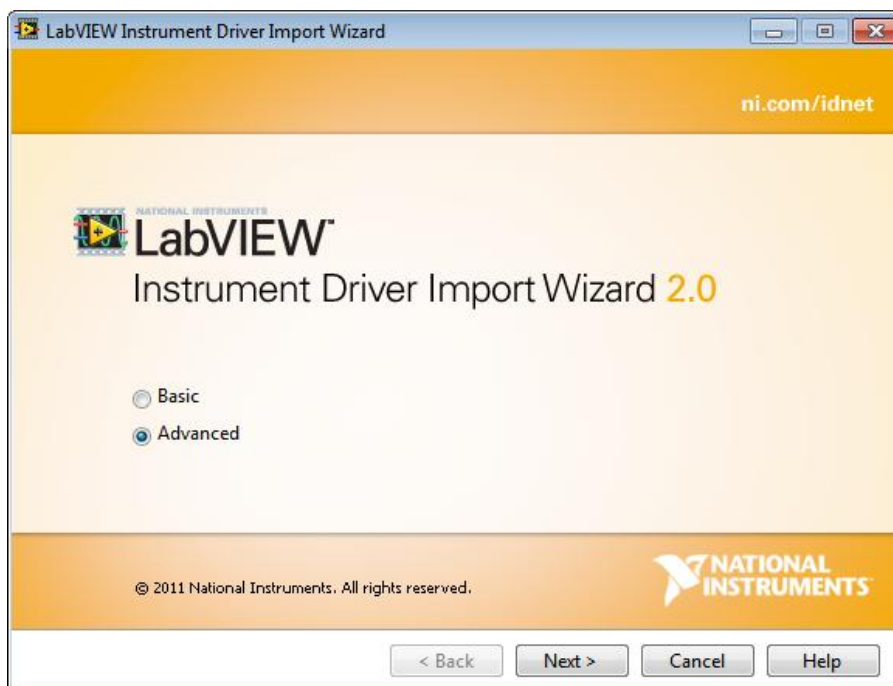 LabVIEW Instrument Driver Import Wizard
ni.com/idnet
NATIONAL INSTRUMENTS
LabVIEW™
Instrument Driver Import Wizard 2.0
Basic
Advanced
© 2011 National Instruments. All rights reserved.
NATIONAL
INSTRUMENTS
< Back Next > Cancel Help